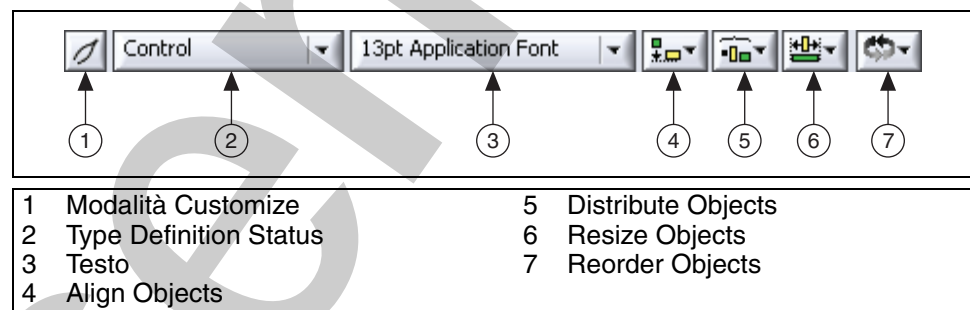 Control 13pt Application Font
1 2 3 4 5 6 7
1 Modalità Customize
2 Type Definition Status
3 Testo
4 Align Objects
5 Distribute Objects
6 Resize Objects
7 Reorder Objects